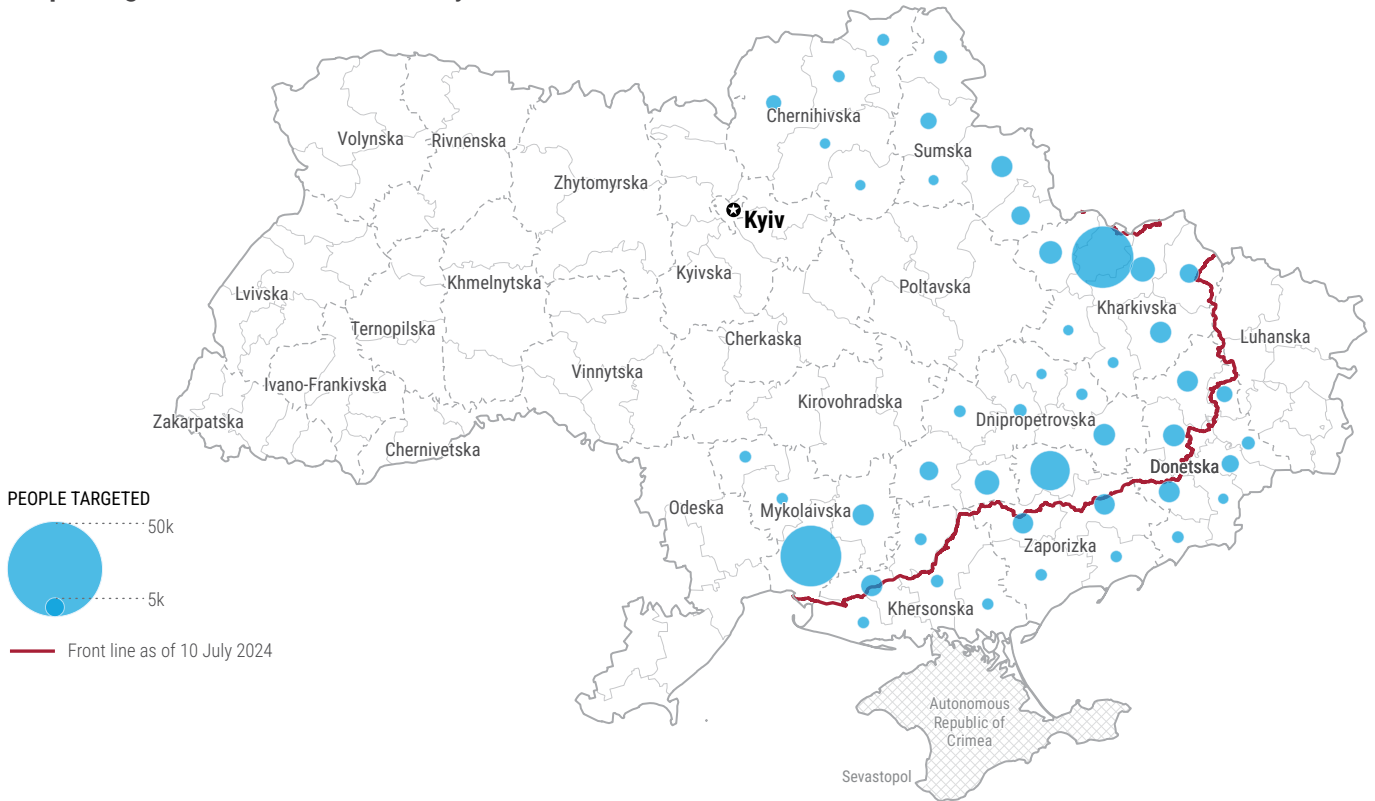 Chernihivska
Volynska
Rivnenska
Sumska
Zhytomyrska
Kyiv
Kyivska
Khmelnytska
Poltavska
Lvivska
Kharkivska
Ternopilska
Cherkaska
Luhanska
Vinnytska
Ivano-Frankivska
Kirovohradska
Zakarpatska
Dnipropetrovska
Chernivetska
Donetska
PEOPLE TARGETED
50k
5k
Odeska
Mykolaivska
Zaporizka
Khersonska
Front line as of 10 July 2024
Autonomous
Republic of
Crimea
Sevastopol